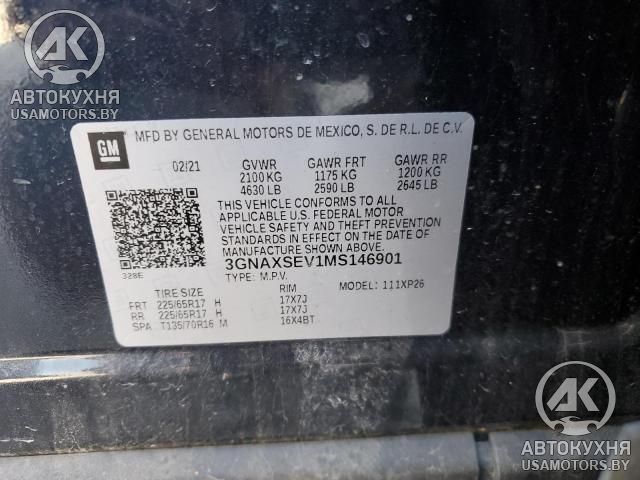 АК
АВТОКУХНЯ
USAMOTORS.BY
GM
MFD BY GENERAL MOTORS DE MEXICO, S. DE R.L. DE C.V.
02/21 GVWR GAWR FRT GAWR RR
2100 KG 1175 KG 1200 KG
4630 LB 2590 LB 2645 LB
THIS VEHICLE CONFORMS TO ALL
APPLICABLE U.S. FEDERAL MOTOR
VEHICLE SAFETY AND THEFT PREVENTION
STANDARDS IN EFFECT ON THE DATE OF
MANUFACTURE SHOWN ABOVE.
3GNAXSEV1MS146901
328E
TYPE: M.P.V. MODEL: 111XP26
TIRE SIZE RIM
FRT 225/65R17 H 17X7J
RR 225/65R17 H 17X7J
SPA T135/70R16 M 16X4BT
АК
АВТОКУХНЯ
USAMOTORS.BY